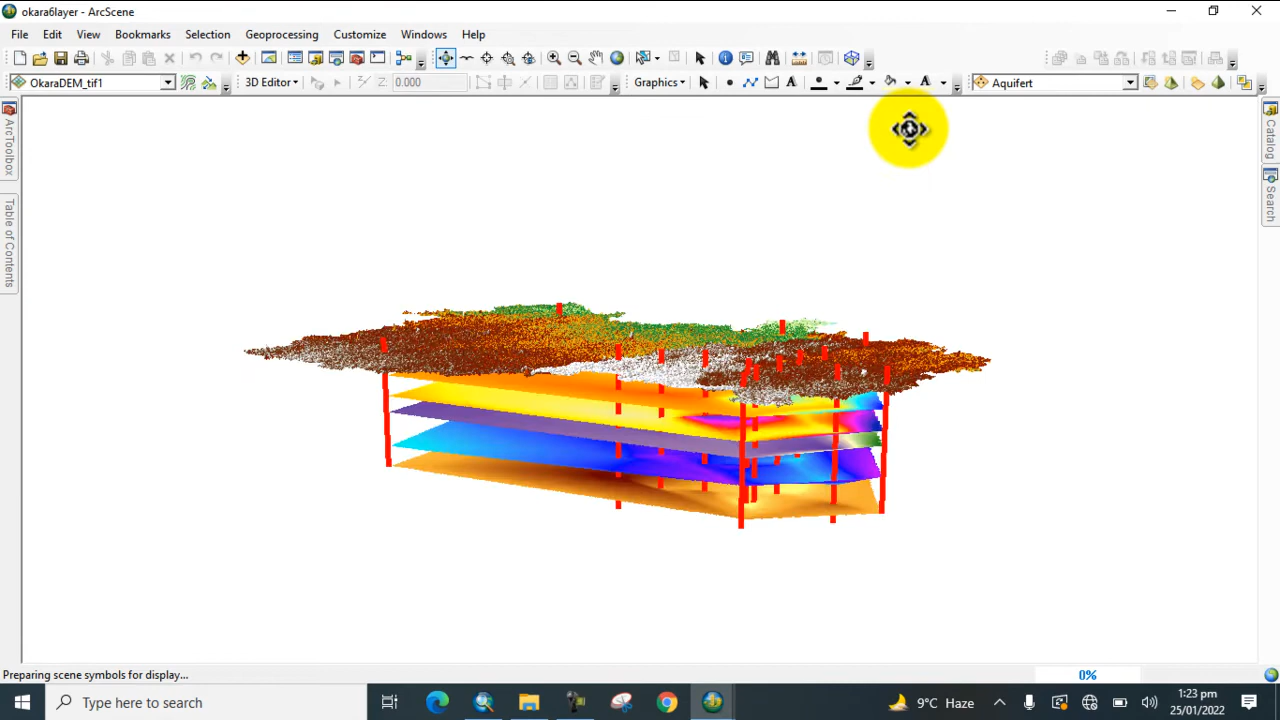 okara6layer - ArcScene
File Edit View Bookmarks Selection Geoprocessing Customize Windows Help
OkaraDEM_tif1 3D Editor Z: 0.000 Graphics A A Aquifert
ArcToolbox
Table of Contents
Catalog
Search
Preparing scene symbols for display...
0%
Type here to search
9°C Haze
1:23 pm
25/01/2022